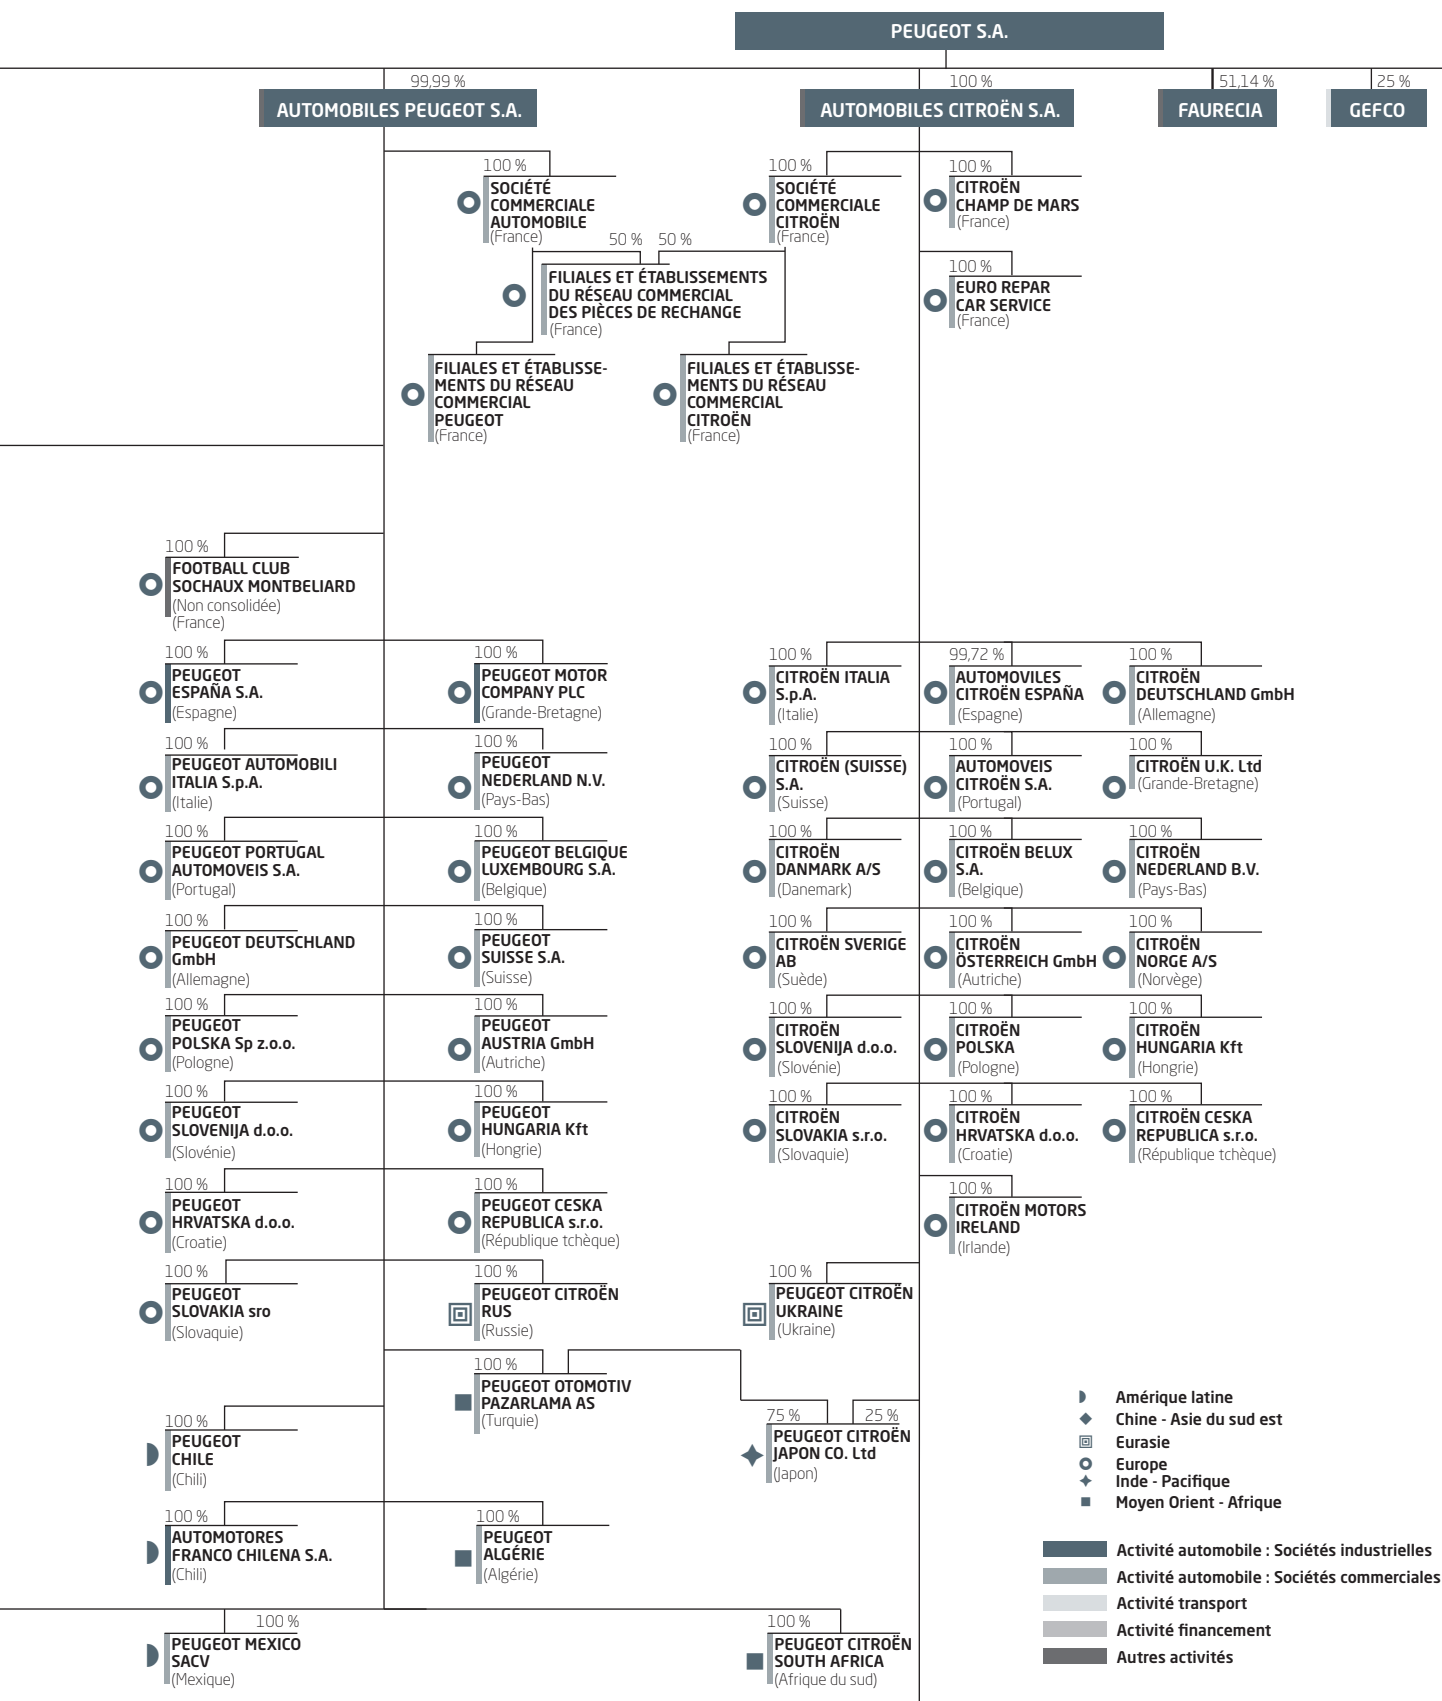 PEUGEOT S.A.
99,99 %
AUTOMOBILES PEUGEOT S.A.
100 %
AUTOMOBILES CITROËN S.A.
51,14 %
FAURECIA
25 %
GEFCO
100 %
SOCIÉTÉ
COMMERCIALE
AUTOMOBILE
(France)
100 %
SOCIÉTÉ
COMMERCIALE
CITROËN
(France)
100 %
CITROËN
CHAMP DE MARS
(France)
50 %
50 %
FILIALES ET ÉTABLISSEMENTS
DU RÉSEAU COMMERCIAL
DES PIÈCES DE RECHANGE
(France)
100 %
EURO REPAR
CAR SERVICE
(France)
FILIALES ET ÉTABLISSE-
MENTS DU RÉSEAU
COMMERCIAL
PEUGEOT
(France)
FILIALES ET ÉTABLISSE-
MENTS DU RÉSEAU
COMMERCIAL
CITROËN
(France)
100 %
FOOTBALL CLUB
SOCHAUX MONTBELIARD
(Non consolidée)
(France)
100 %
PEUGEOT
ESPAÑA S.A.
(Espagne)
100 %
PEUGEOT MOTOR
COMPANY PLC
(Grande-Bretagne)
100 %
CITROËN ITALIA
S.p.A.
(Italie)
99,72 %
AUTOMOVILES
CITROËN ESPAÑA
(Espagne)
100 %
CITROËN
DEUTSCHLAND GmbH
(Allemagne)
100 %
PEUGEOT AUTOMOBILI
ITALIA S.p.A.
(Italie)
100 %
PEUGEOT
NEDERLAND N.V.
(Pays-Bas)
100 %
CITROËN (SUISSE)
S.A.
(Suisse)
100 %
AUTOMOVEIS
CITROËN S.A.
(Portugal)
100 %
CITROËN U.K. Ltd
(Grande-Bretagne)
100 %
PEUGEOT PORTUGAL
AUTOMOVEIS S.A.
(Portugal)
100 %
PEUGEOT BELGIQUE
LUXEMBOURG S.A.
(Belgique)
100 %
CITROËN
DANMARK A/S
(Danemark)
100 %
CITROËN BELUX
S.A.
(Belgique)
100 %
CITROËN
NEDERLAND B.V.
(Pays-Bas)
100 %
PEUGEOT DEUTSCHLAND
GmbH
(Allemagne)
100 %
PEUGEOT
SUISSE S.A.
(Suisse)
100 %
CITROËN SVERIGE
AB
(Suède)
100 %
CITROËN
ÖSTERREICH GmbH
(Autriche)
100 %
CITROËN
NORGE A/S
(Norvège)
100 %
PEUGEOT
POLSKA Sp z.o.o.
(Pologne)
100 %
PEUGEOT
AUSTRIA GmbH
(Autriche)
100 %
CITROËN
SLOVENIJA d.o.o.
(Slovénie)
100 %
CITROËN
POLSKA
(Pologne)
100 %
CITROËN
HUNGARIA Kft
(Hongrie)
100 %
PEUGEOT
SLOVENIJA d.o.o.
(Slovénie)
100 %
PEUGEOT
HUNGARIA Kft
(Hongrie)
100 %
CITROËN
SLOVAKIA s.r.o.
(Slovaquie)
100 %
CITROËN
HRVATSKA d.o.o.
(Croatie)
100 %
CITROËN CESKA
REPUBLICA s.r.o.
(République tchèque)
100 %
PEUGEOT
HRVATSKA d.o.o.
(Croatie)
100 %
PEUGEOT CESKA
REPUBLICA s.r.o.
(République tchèque)
100 %
CITROËN MOTORS
IRELAND
(Irlande)
100 %
PEUGEOT
SLOVAKIA sro
(Slovaquie)
100 %
PEUGEOT CITROËN
RUS
(Russie)
100 %
PEUGEOT CITROËN
UKRAINE
(Ukraine)
100 %
PEUGEOT OTOMOTIV
PAZARLAMA AS
(Turquie)
100 %
PEUGEOT
CHILE
(Chili)
75 %
25 %
PEUGEOT CITROËN
JAPON CO. Ltd
(Japon)
100 %
AUTOMOTORES
FRANCO CHILENA S.A.
(Chili)
100 %
PEUGEOT
ALGÉRIE
(Algérie)
100 %
PEUGEOT MEXICO
SACV
(Mexique)
100 %
PEUGEOT CITROËN
SOUTH AFRICA
(Afrique du sud)
Amérique latine
Chine - Asie du sud est
Eurasie
Europe
Inde - Pacifique
Moyen Orient - Afrique
Activité automobile : Sociétés industrielles
Activité automobile : Sociétés commerciales
Activité transport
Activité financement
Autres activités